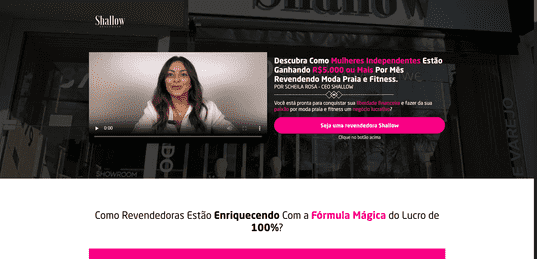 Shallow
Descubra Como Mulheres Independentes Estão
Ganhando R$5.000 ou Mais Por Mês
Revendendo Moda Praia e Fitness.
POR SCHEILA ROSA - CEO SHALLOW
Você está pronta para conquistar sua liberdade financeira e fazer da sua
paixão por moda praia e fitness um negócio lucrativo?
Seja uma revendedora Shallow
Clique no botão acima
0:00
SHOWROOM
Como Revendedoras Estão Enriquecendo Com a Fórmula Mágica do Lucro de
100%?